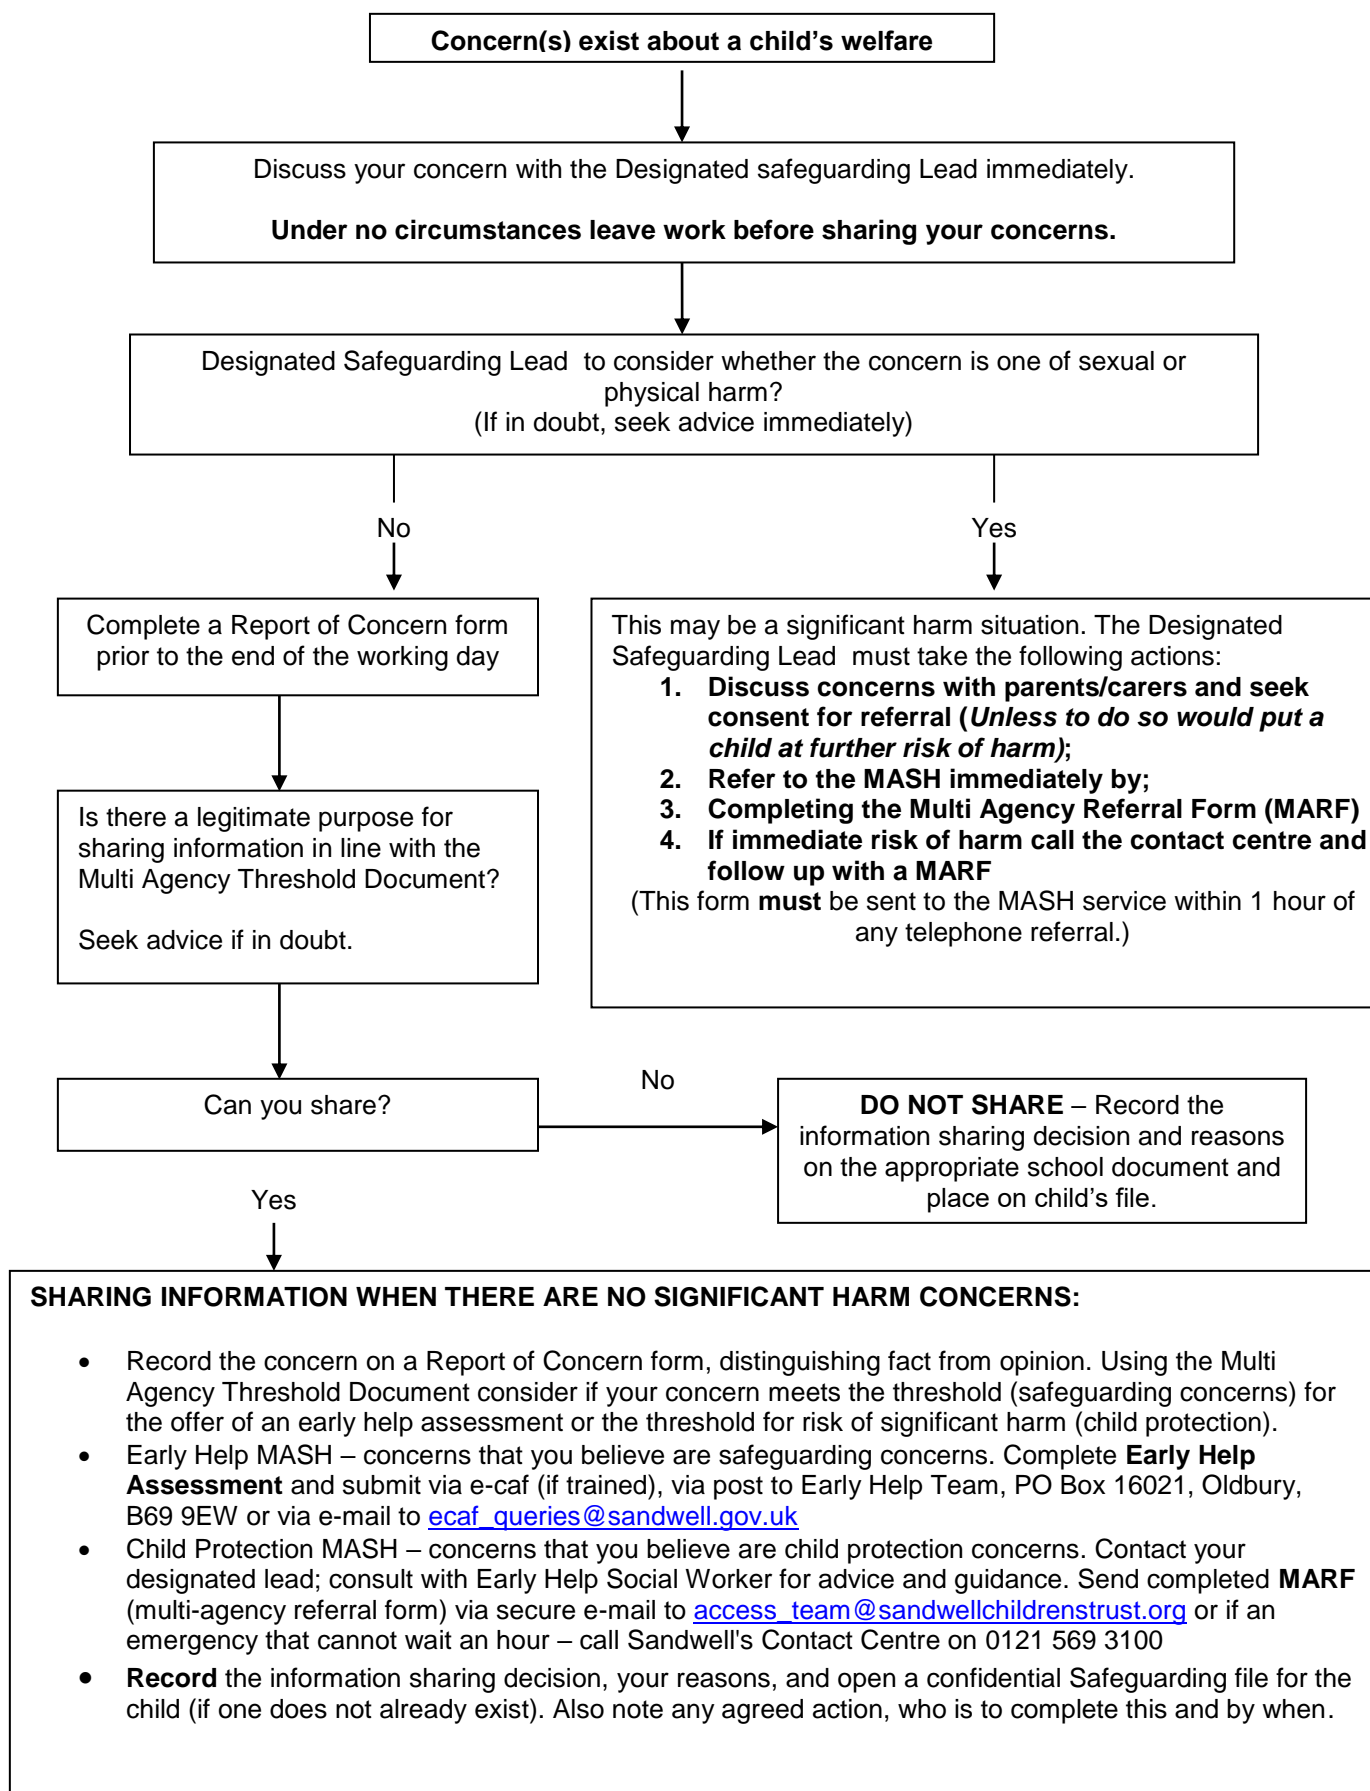 Concern(s) exist about a child's welfare
Discuss your concern with the Designated safeguarding Lead immediately.
Under no circumstances leave work before sharing your concerns.
Designated Safeguarding Lead  to consider whether the concern is one of sexual or
physical harm?
(If in doubt, seek advice immediately)
No
Yes
Complete a Report of Concern form
prior to the end of the working day
This may be a significant harm situation. The Designated
Safeguarding Lead  must take the following actions:
1. Discuss concerns with parents/carers and seek
consent for referral (Unless to do so would put a
child at further risk of harm);
2. Refer to the MASH immediately by;
3. Completing the Multi Agency Referral Form (MARF)
4. If immediate risk of harm call the contact centre and
follow up with a MARF
(This form must be sent to the MASH service within 1 hour of
any telephone referral.)
Is there a legitimate purpose for
sharing information in line with the
Multi Agency Threshold Document?
Seek advice if in doubt.
Can you share?
No
DO NOT SHARE – Record the
information sharing decision and reasons
on the appropriate school document and
place on child's file.
Yes
SHARING INFORMATION WHEN THERE ARE NO SIGNIFICANT HARM CONCERNS:
• Record the concern on a Report of Concern form, distinguishing fact from opinion. Using the Multi
Agency Threshold Document consider if your concern meets the threshold (safeguarding concerns) for
the offer of an early help assessment or the threshold for risk of significant harm (child protection).
• Early Help MASH – concerns that you believe are safeguarding concerns. Complete Early Help
Assessment and submit via e-caf (if trained), via post to Early Help Team, PO Box 16021, Oldbury,
B69 9EW or via e-mail to ecaf_queries@sandwell.gov.uk
• Child Protection MASH – concerns that you believe are child protection concerns. Contact your
designated lead; consult with Early Help Social Worker for advice and guidance. Send completed MARF
(multi-agency referral form) via secure e-mail to access_team@sandwellchildrenstrust.org or if an
emergency that cannot wait an hour – call Sandwell's Contact Centre on 0121 569 3100
• Record the information sharing decision, your reasons, and open a confidential Safeguarding file for the
child (if one does not already exist). Also note any agreed action, who is to complete this and by when.